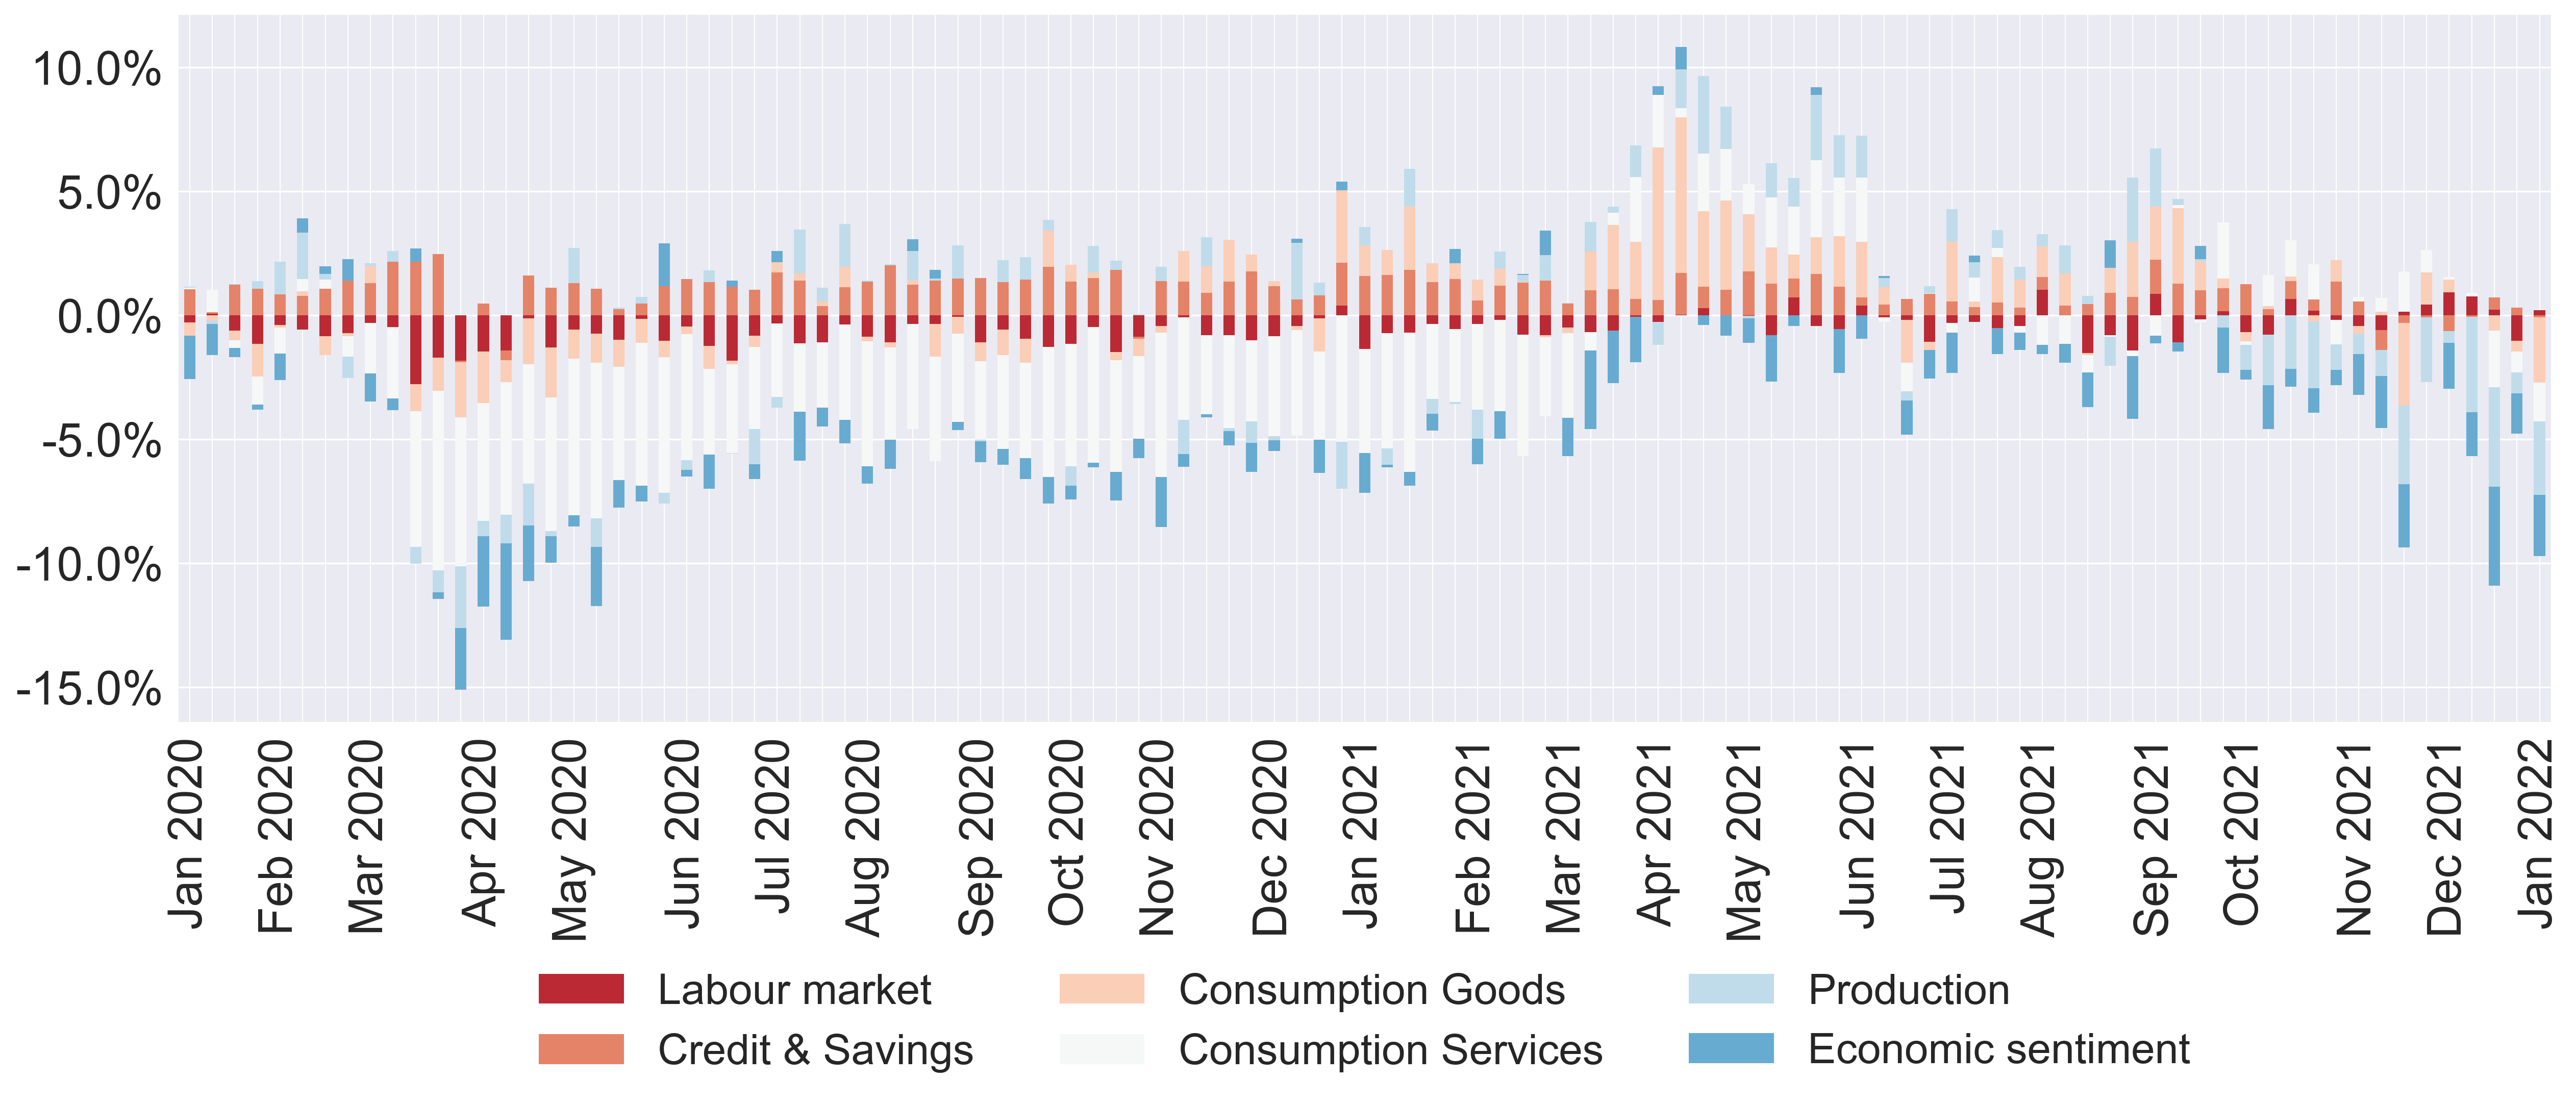 10.0%
5.0%
0.0%
-5.0%
-10.0%
-15.0%
Jan 2020
Feb 2020
Mar 2020
Apr 2020
May 2020
Jun 2020
Jul 2020
Aug 2020
Sep 2020
Oct 2020
Nov 2020
Dec 2020
Jan 2021
Feb 2021
Mar 2021
Apr 2021
May 2021
Jun 2021
Jul 2021
Aug 2021
Sep 2021
Oct 2021
Nov 2021
Dec 2021
Jan 2022
Labour market
Credit & Savings
Consumption Goods
Consumption Services
Production
Economic sentiment